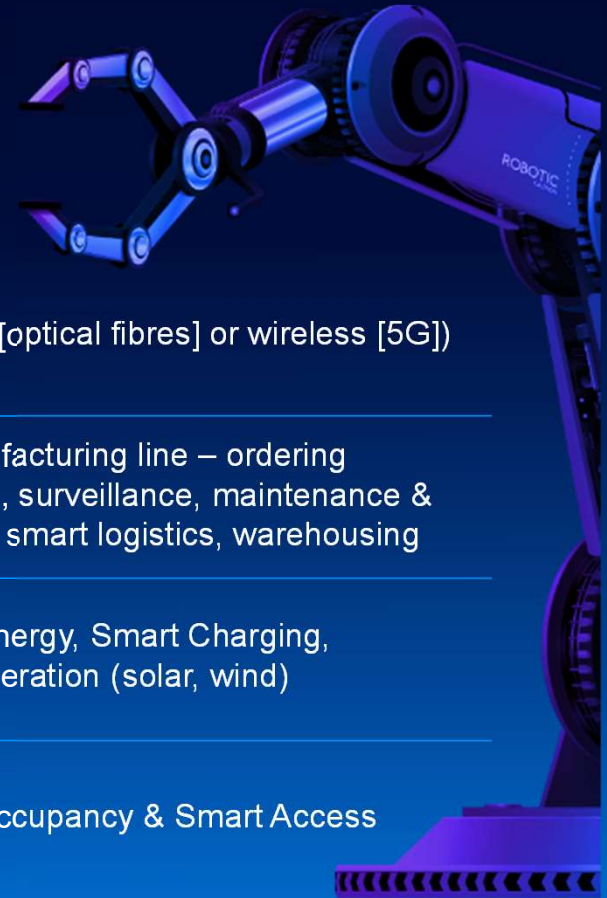 ROBOTIC
[optical fibres] or wireless [5G])
facturing line – ordering
, surveillance, maintenance &
smart logistics, warehousing
nergy, Smart Charging,
eration (solar, wind)
ccupancy & Smart Access